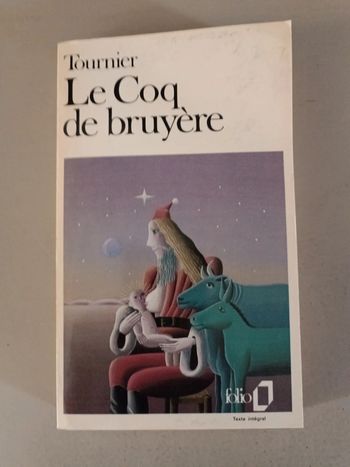 Tournier
Le Coq
de bruyère
folio
Texte intégral